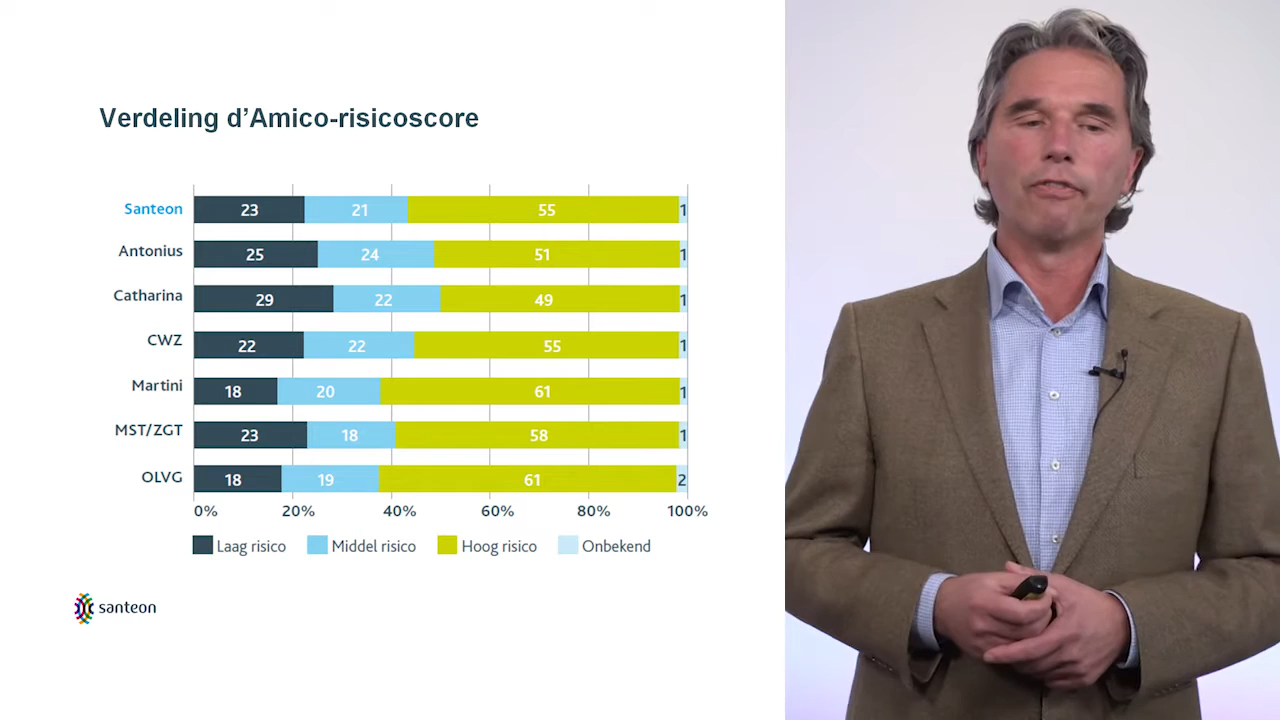 Verdeling d’Amico-risicoscore
Santeon 23 21 55 1
Antonius 25 24 51 1
Catharina 29 22 49 1
CWZ 22 22 55 1
Martini 18 20 61 1
MST/ZGT 23 18 58 1
OLVG 18 19 61 2
0% 20% 40% 60% 80% 100%
Laag risico Middel risico Hoog risico Onbekend
santeon